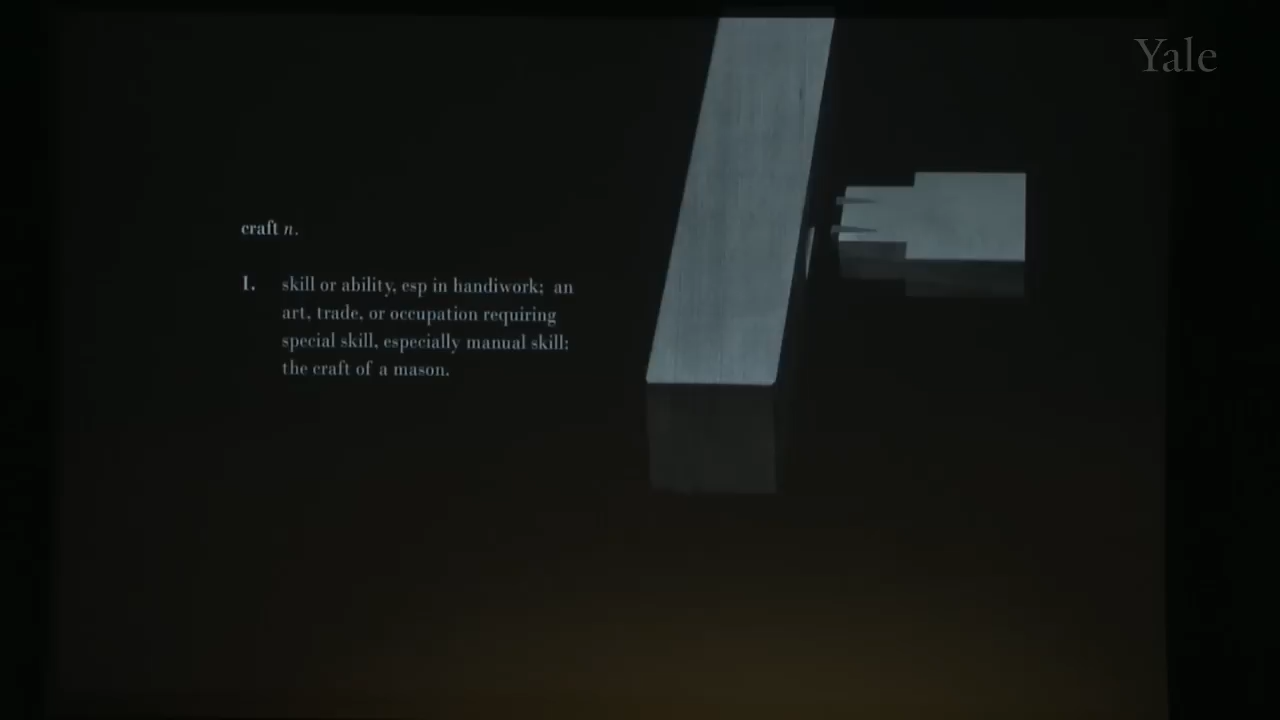 Yale
craft n.
1. skill or ability, esp in handiwork; an
art, trade, or occupation requiring
special skill, especially manual skill:
the craft of a mason.